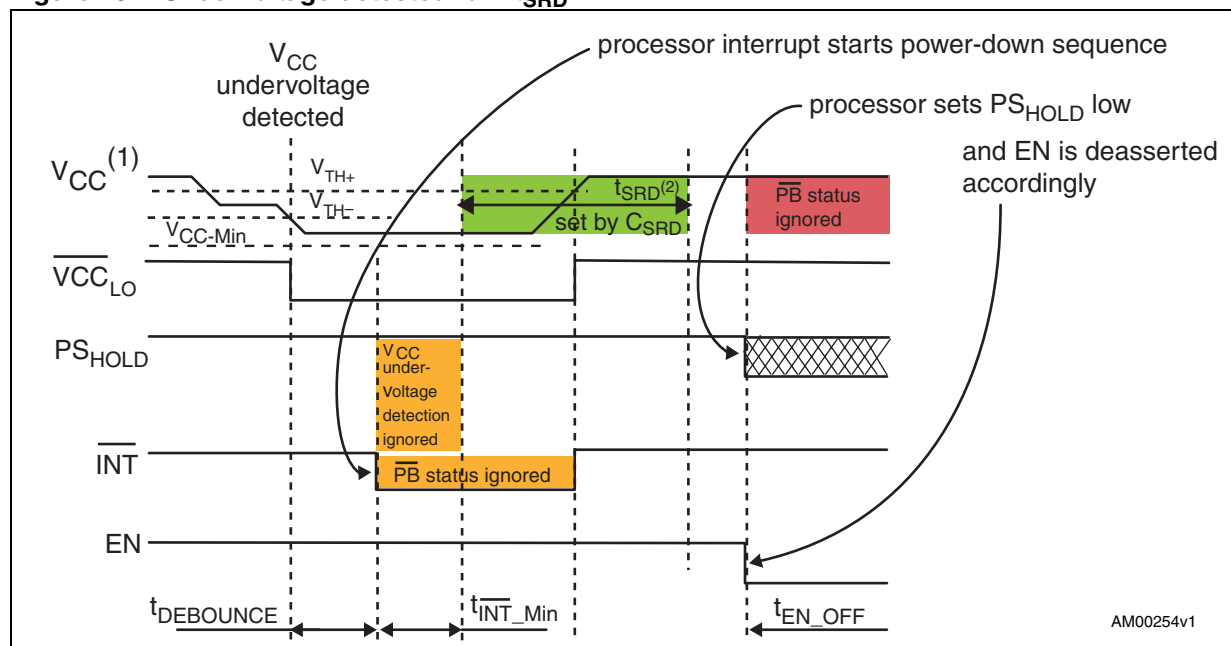 processor interrupt starts power-down sequence
VCC
undervoltage
detected
processor sets PSHOLD low
and EN is deasserted
accordingly
VCC(1)
VTH+
VTH–
VCC-Min
tSRD(2)
set by CSRD
PB status
ignored
VCCLO
PSHOLD
VCC
under-
voltage
detection
ignored
INT
PB status ignored
EN
tDEBOUNCE
tINT_Min
tEN_OFF
AM00254v1